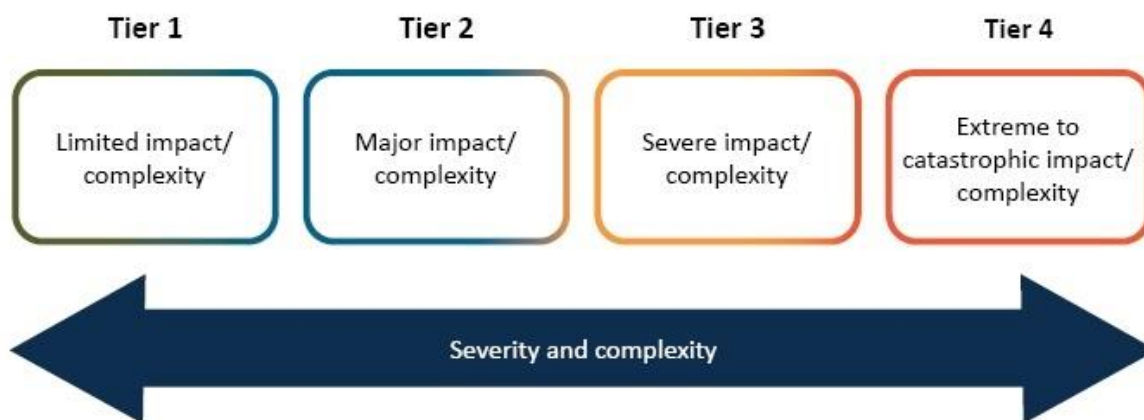 Tier 1
Tier 2
Tier 3
Tier 4
Limited impact/
complexity
Major impact/
complexity
Severe impact/
complexity
Extreme to
catastrophic impact/
complexity
Severity and complexity